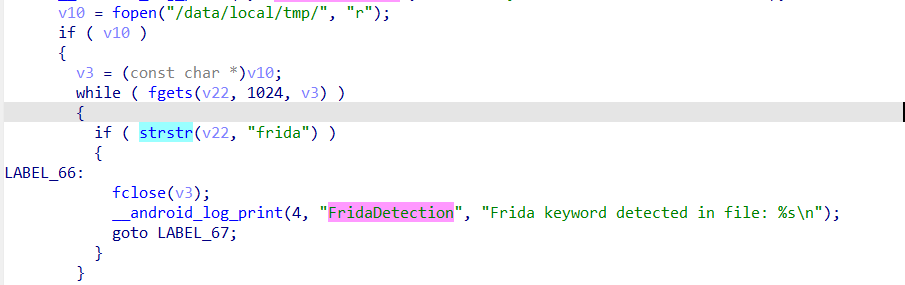 v10 = fopen("/data/local/tmp/", "r");
if ( v10 )
{
v3 = (const char *)v10;
while ( fgets(v22, 1024, v3) )
{
if ( strstr(v22, "frida") )
{
LABEL_66:
fclose(v3);
__android_log_print(4, "FridaDetection", "Frida keyword detected in file: %s\n");
goto LABEL_67;
}
}